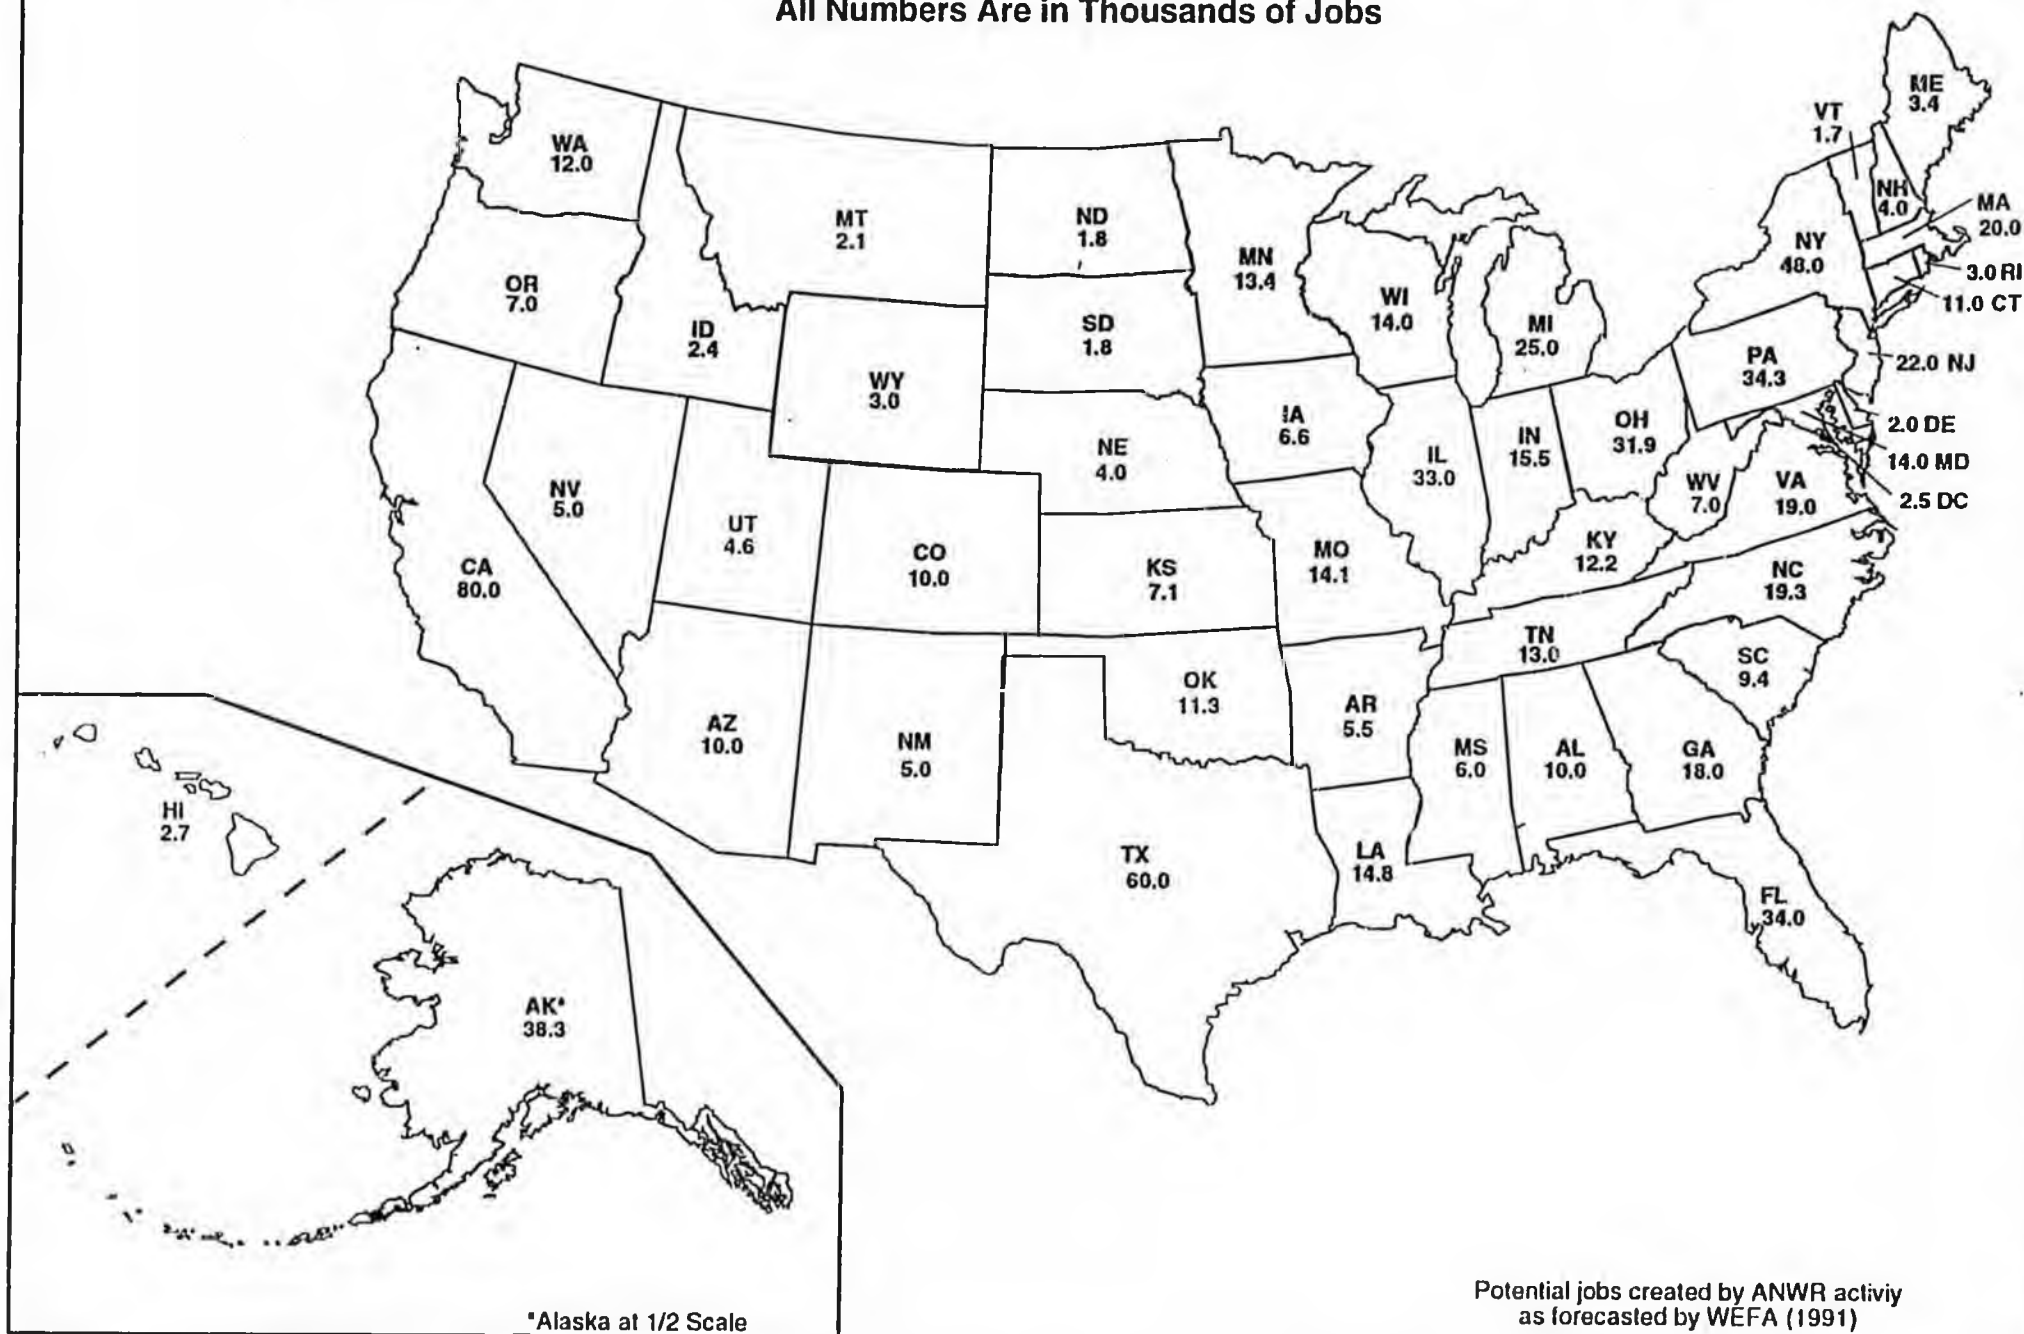 All Numbers Are in Thousands of Jobs
ME
3.4
VT
1.7
WA
12.0
NH
4.0
MA
20.0
MT
2.1
ND
1.8
NY
48.0
MN
13.4
3.0 RI
11.0 CT
OR
7.0
WI
14.0
ID
2.4
SD
1.8
MI
25.0
PA
34.3
22.0 NJ
WY
3.0
IA
6.6
OH
31.9
2.0 DE
NE
4.0
IL
33.0
IN
15.5
14.0 MD
NV
5.0
WV
7.0
VA
19.0
2.5 DC
UT
4.6
CO
10.0
MO
14.1
KY
12.2
CA
80.0
KS
7.1
NC
19.3
TN
13.0
SC
9.4
OK
11.3
AR
5.5
AZ
10.0
NM
5.0
MS
6.0
AL
10.0
GA
18.0
HI
2.7
TX
60.0
LA
14.8
FL
34.0
AK*
38.3
*Alaska at 1/2 Scale
Potential jobs created by ANWR activiy
as forecasted by WEFA (1991)